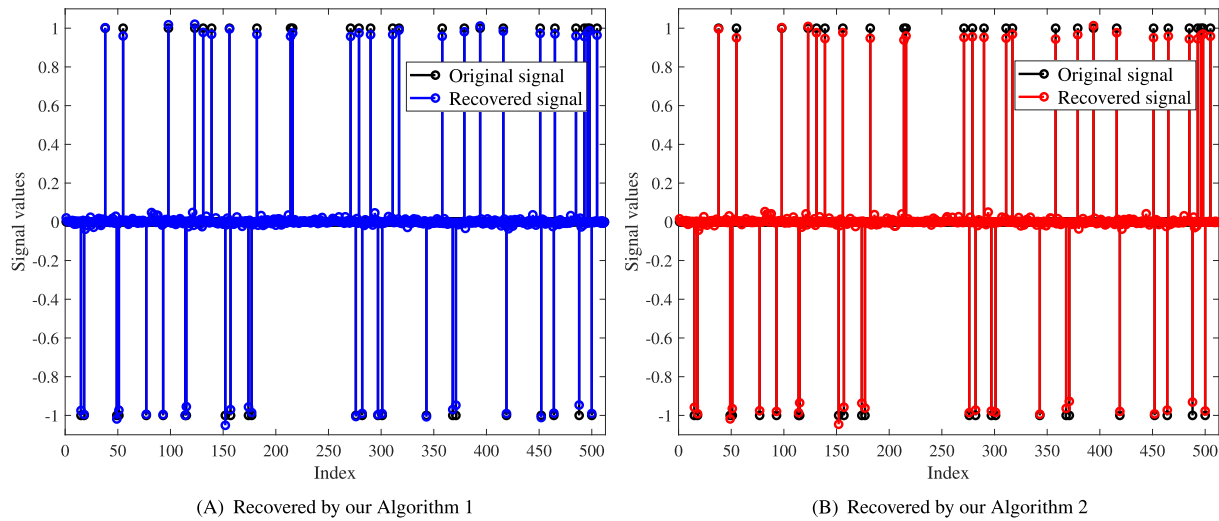 1
0.8
0.6
0.4
0.2
0
-0.2
-0.4
-0.6
-0.8
-1
Signal values
Original signal
Recovered signal
0 50 100 150 200 250 300 350 400 450 500
Index
(A) Recovered by our Algorithm 1
1
0.8
0.6
0.4
0.2
0
-0.2
-0.4
-0.6
-0.8
-1
Signal values
Original signal
Recovered signal
0 50 100 150 200 250 300 350 400 450 500
Index
(B) Recovered by our Algorithm 2